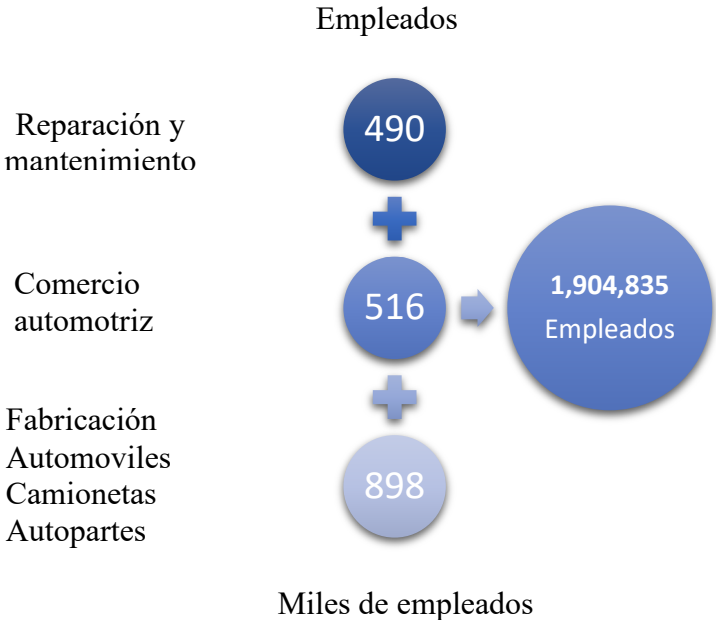 Empleados
Reparación y
mantenimiento
490
Comercio
automotriz
516
1,904,835
Empleados
Fabricación
Automoviles
Camionetas
Autopartes
898
Miles de empleados